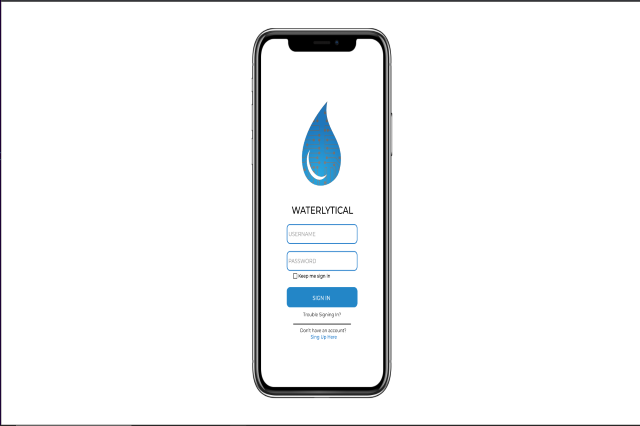 WATERLYTICAL
USERNAME
PASSWORD
Keep me sign in
SIGN IN
Trouble Signing In?
Don't have an account?
Sing Up Here